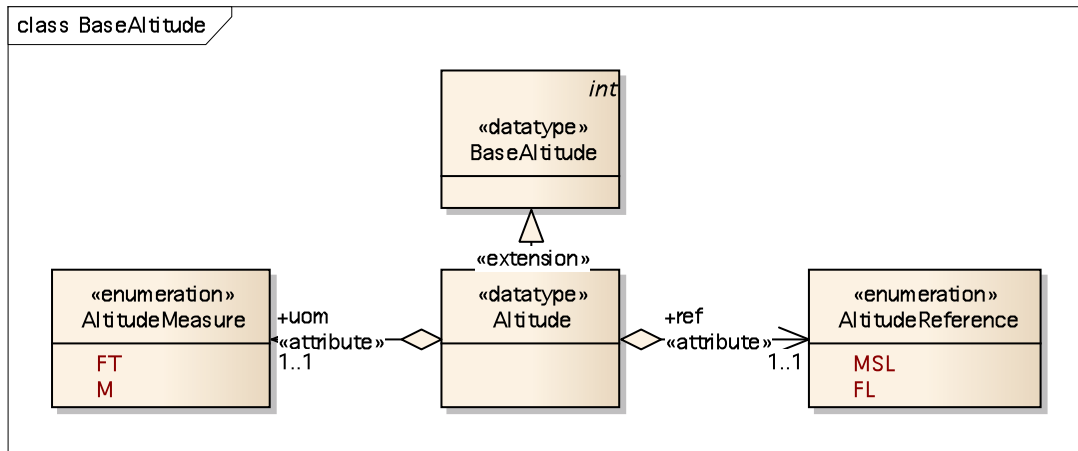 class BaseAltitude
int
«datatype»
BaseAltitude
«extension»
«enumeration»
AltitudeMeasure
FT
M
+uom
«attribute»
1..1
«datatype»
Altitude
+ref
«attribute»
1..1
«enumeration»
AltitudeReference
MSL
FL